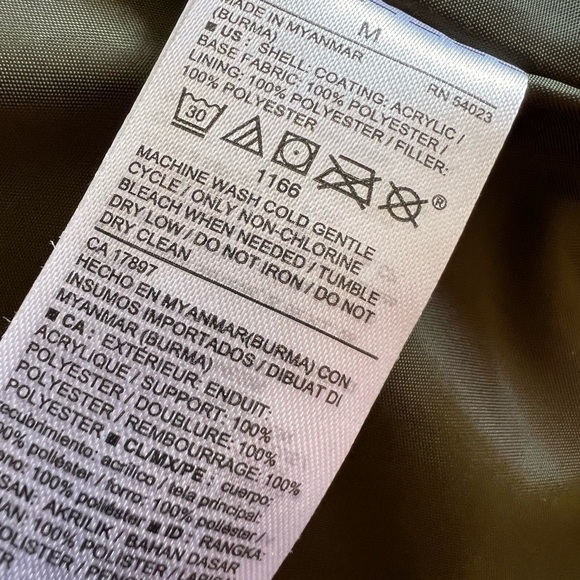 M
MADE IN MYANMAR
(BURMA)
RN 54023
■ US : SHELL: COATING: ACRYLIC /
BASE FABRIC: 100% POLYESTER /
LINING: 100% POLYESTER / FILLER:
100% POLYESTER
30
®
1166
MACHINE WASH COLD GENTLE
CYCLE / ONLY NON-CHLORINE
BLEACH WHEN NEEDED / TUMBLE
DRY LOW / DO NOT IRON / DO NOT
DRY CLEAN
CA 17897
HECHO EN MYANMAR(BURMA) CON
INSUMOS IMPORTADOS / DIBUAT DI
MYANMAR (BURMA)
■ CA : EXTÉRIEUR: ENDUIT:
ACRYLIQUE / SUPPORT: 100%
POLYESTER / DOUBLURE: 100%
POLYESTER / REMBOURRAGE: 100%
POLYESTER ■ CL/MX/PE : cuerpo:
recubrimiento: acrílico / tela principal:
100% poliéster / forro: 100% poliéster /
100% poliéster ■ ID : RANGKA:
AKRILIK / BAHAN DASAR
100% POLYESTER / LAPISAN